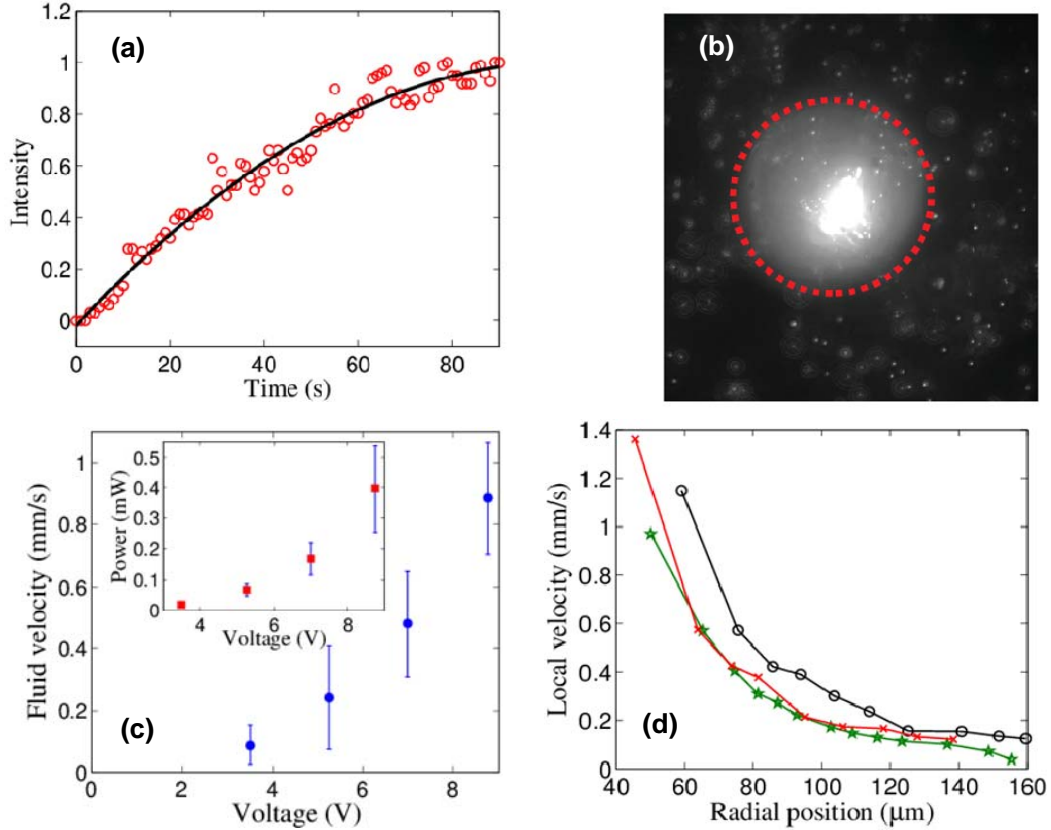 (a)
1.2
1
0.8
0.6
0.4
0.2
0
Intensity
0 20 40 60 80
Time (s)
(b)
(c)
1
0.8
0.6
0.4
0.2
0
Fluid velocity (mm/s)
0 2 4 6 8
Voltage (V)
0.5
0.4
0.3
0.2
0.1
0
Power (mW)
4 6 8
Voltage (V)
(d)
1.4
1.2
1
0.8
0.6
0.4
0.2
0
Local velocity (mm/s)
40 60 80 100 120 140 160
Radial position (μm)